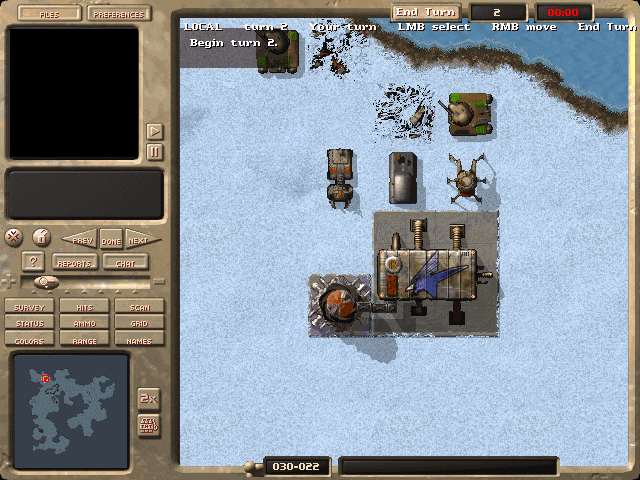 FILES PREFERENCES End Turn 2 00:00
LOCAL turn 2 Your turn LMB select RMB move End Turn
Begin turn 2.
PREV DONE NEXT
? REPORTS CHAT
SURVEY HITS SCAN
STATUS AMMO GRID
COLORS RANGE NAMES
2x
030-022